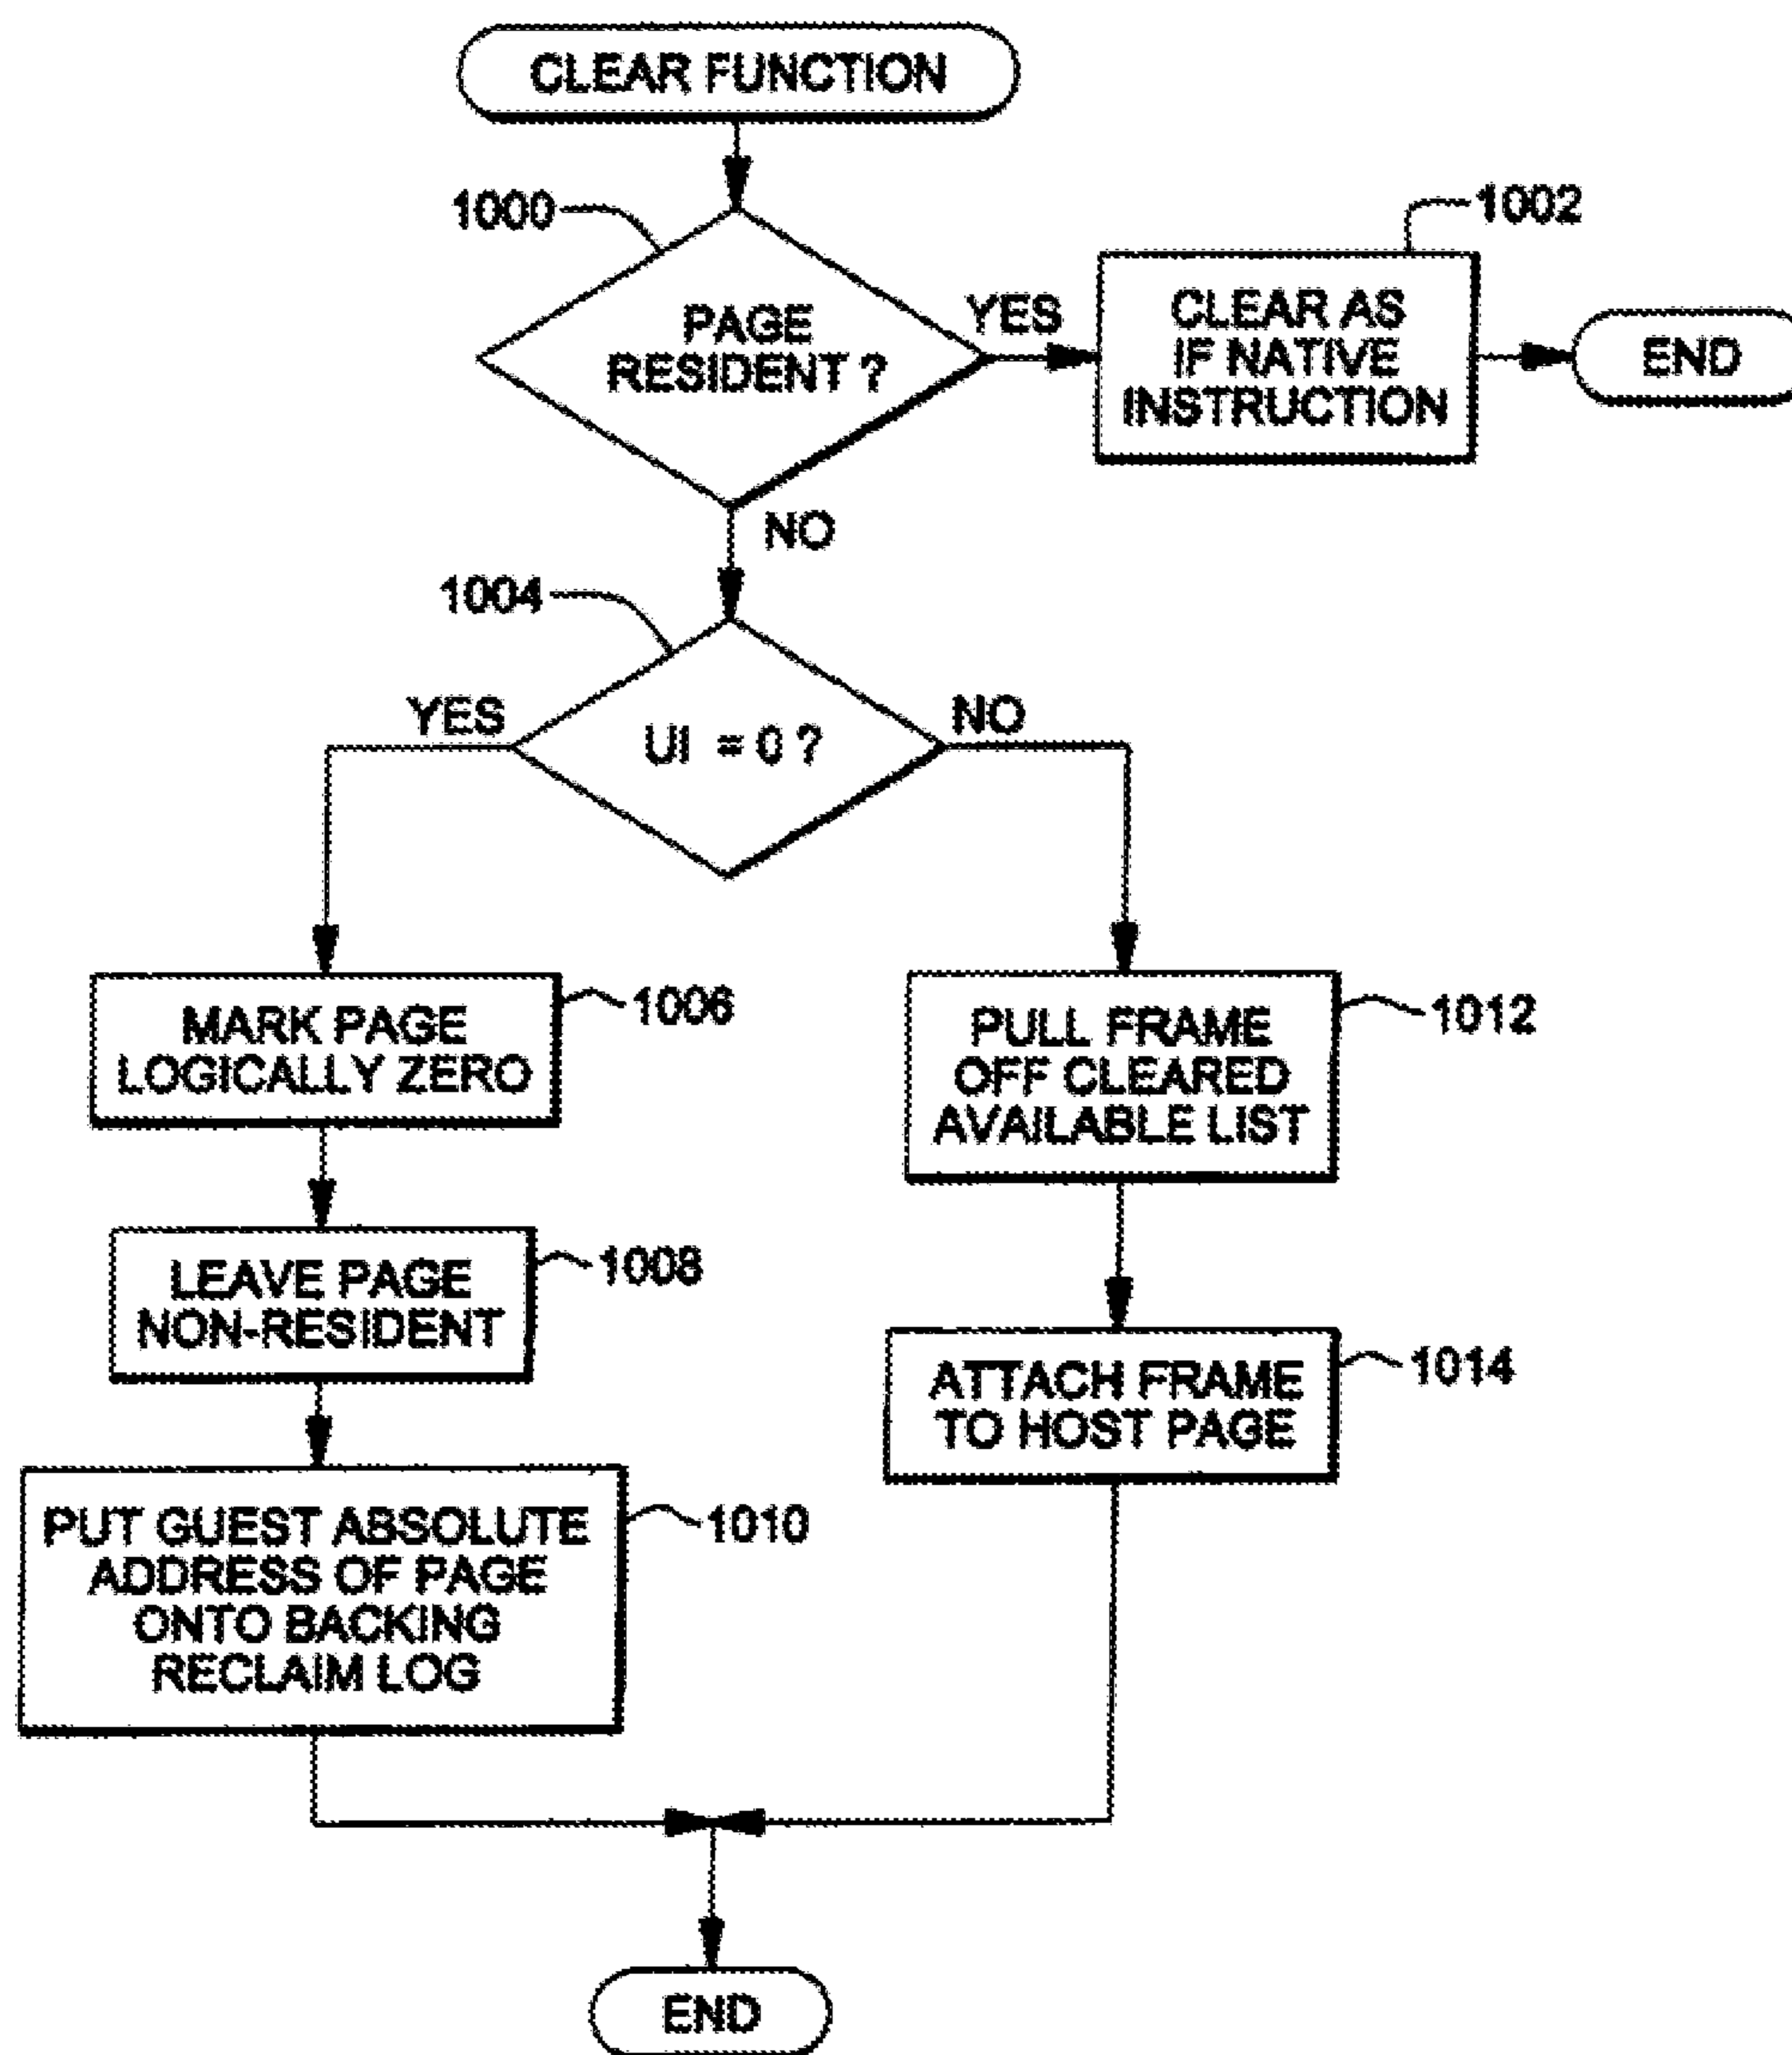 CLEAR FUNCTION
1000
1002
PAGE
RESIDENT ?
YES
CLEAR AS
IF NATIVE
INSTRUCTION
END
NO
1004
YES
NO
UI = 0 ?
MARK PAGE
LOGICALLY ZERO
1006
LEAVE PAGE
NON-RESIDENT
1008
PUT GUEST ABSOLUTE
ADDRESS OF PAGE
ONTO BACKING
RECLAIM LOG
1010
PULL FRAME
OFF CLEARED
AVAILABLE LIST
1012
ATTACH FRAME
TO HOST PAGE
1014
END